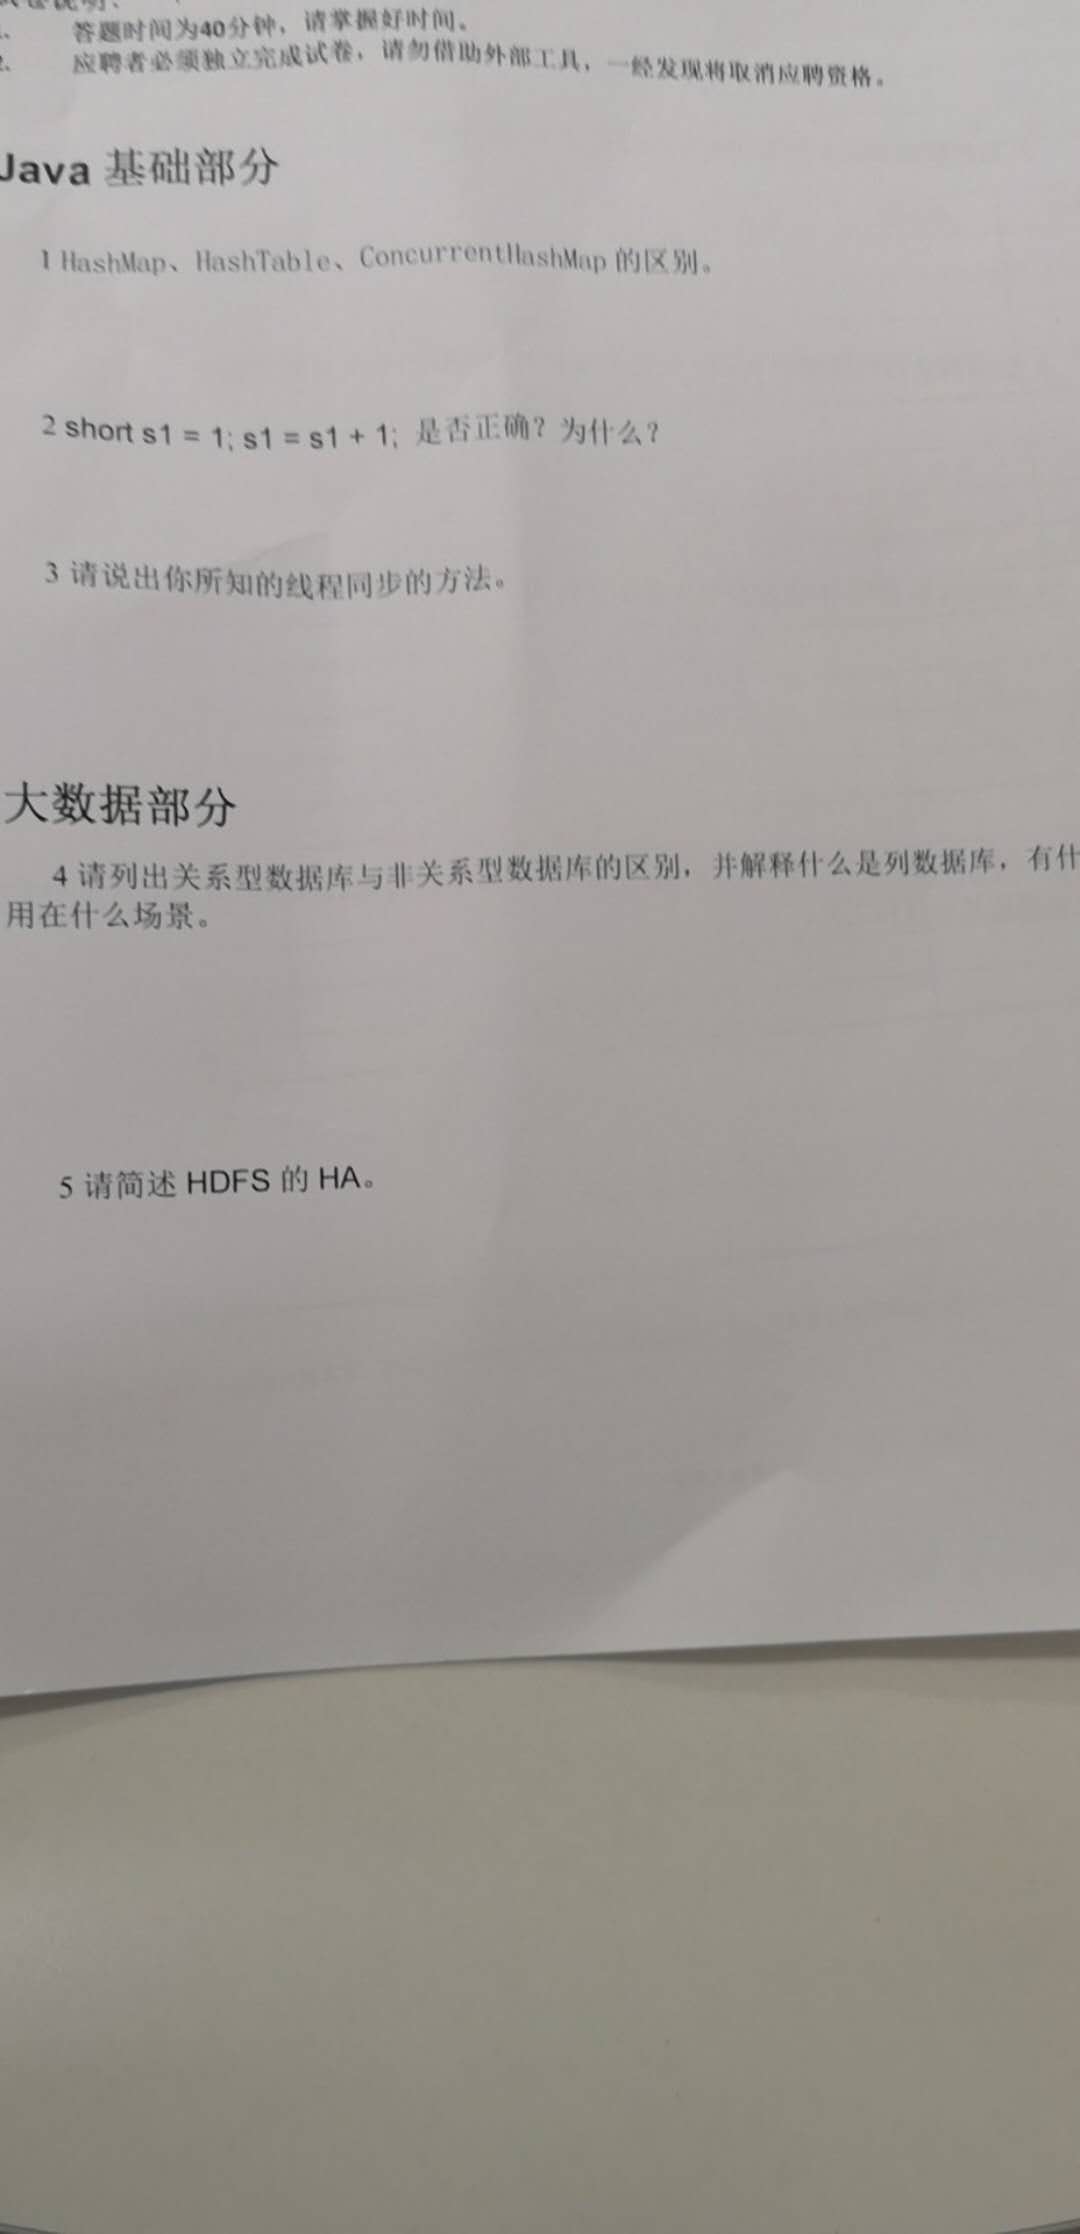 答题时间为40分钟，请掌握好时间。
应聘者必须独立完成试卷，请勿借助外部工具，一经发现将取消应聘资格。
Java 基础部分
1 HashMap、HashTable、ConcurrentHashMap 的区别。
2 short s1 = 1; s1 = s1 + 1; 是否正确？为什么？
3 请说出你所知的线程同步的方法。
大数据部分
4 请列出关系型数据库与非关系型数据库的区别，并解释什么是列数据库，有什
用在什么场景。
5 请简述 HDFS 的 HA。